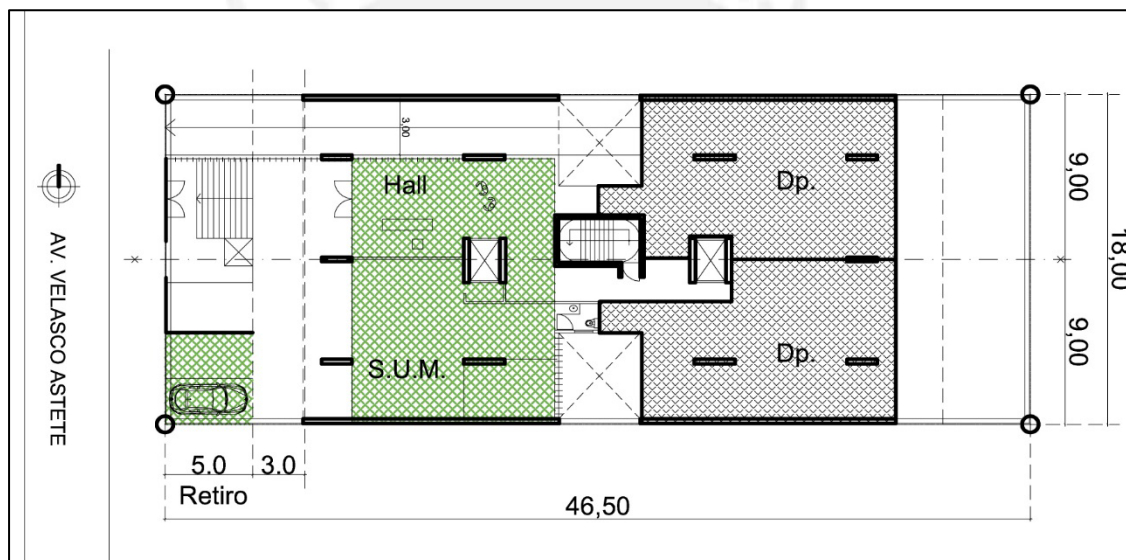 AV. VELASCO ASTETE
3,00
Hall
S.U.M.
Dp.
Dp.
9,00
9,00
18,00
5.0
3.0
Retiro
46,50